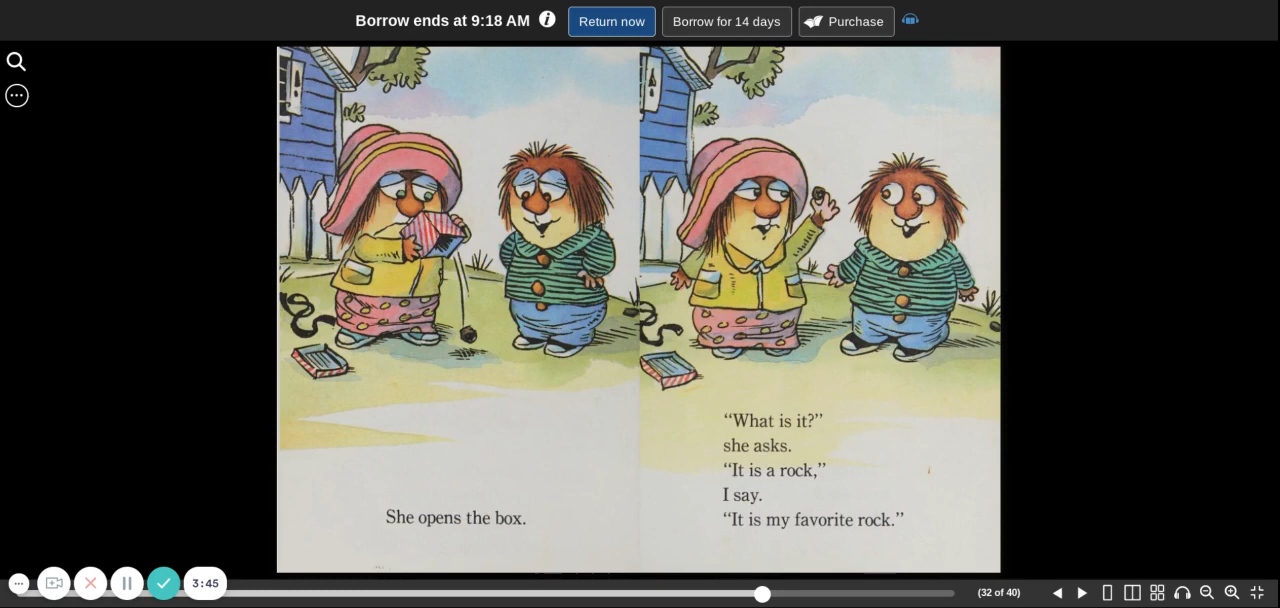 Borrow ends at 9:18 AM
Return now
Borrow for 14 days
Purchase
She opens the box.
“What is it?”
she asks.
“It is a rock,”
I say.
“It is my favorite rock.”
3:45
(32 of 40)